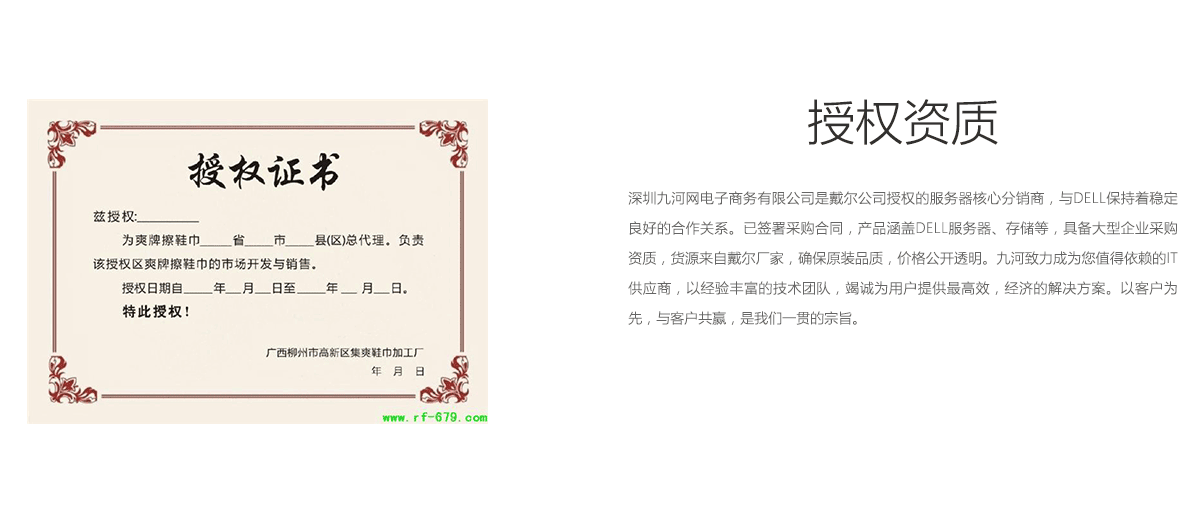 授权证书
兹授权:_________
为爽牌擦鞋巾_____省____市____县(区)总代理。负责
该授权区爽牌擦鞋巾的市场开发与销售。
授权日期自____年__月__日至____年__月__日。
特此授权!
广西柳州市高新区集爽鞋巾加工厂
年 月 日
www.rf-679.com
授权资质
深圳九河网电子商务有限公司是戴尔公司授权的服务器核心分销商，与DELL保持着稳定
良好的合作关系。已签署采购合同，产品涵盖DELL服务器、存储等，具备大型企业采购
资质，货源来自戴尔厂家，确保原装品质，价格公开透明。九河致力成为您值得依赖的IT
供应商，以经验丰富的技术团队，竭诚为用户提供最高效，经济的解决方案。以客户为
先，与客户共赢，是我们一贯的宗旨。